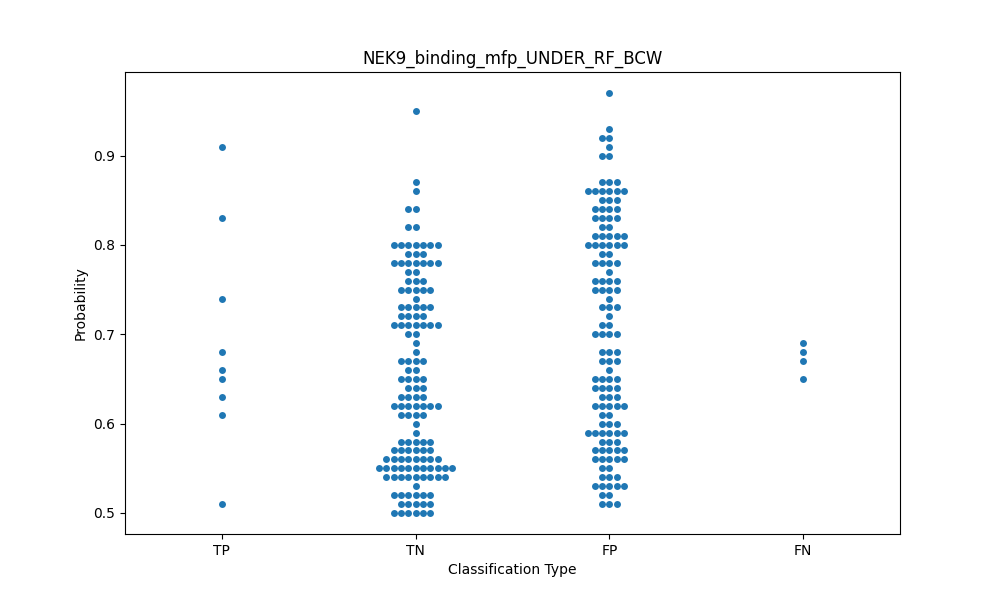 NEK9_binding_mfp_UNDER_RF_BCW
0.9
0.8
0.7
0.6
0.5
Probability
TP TN FP FN
Classification Type